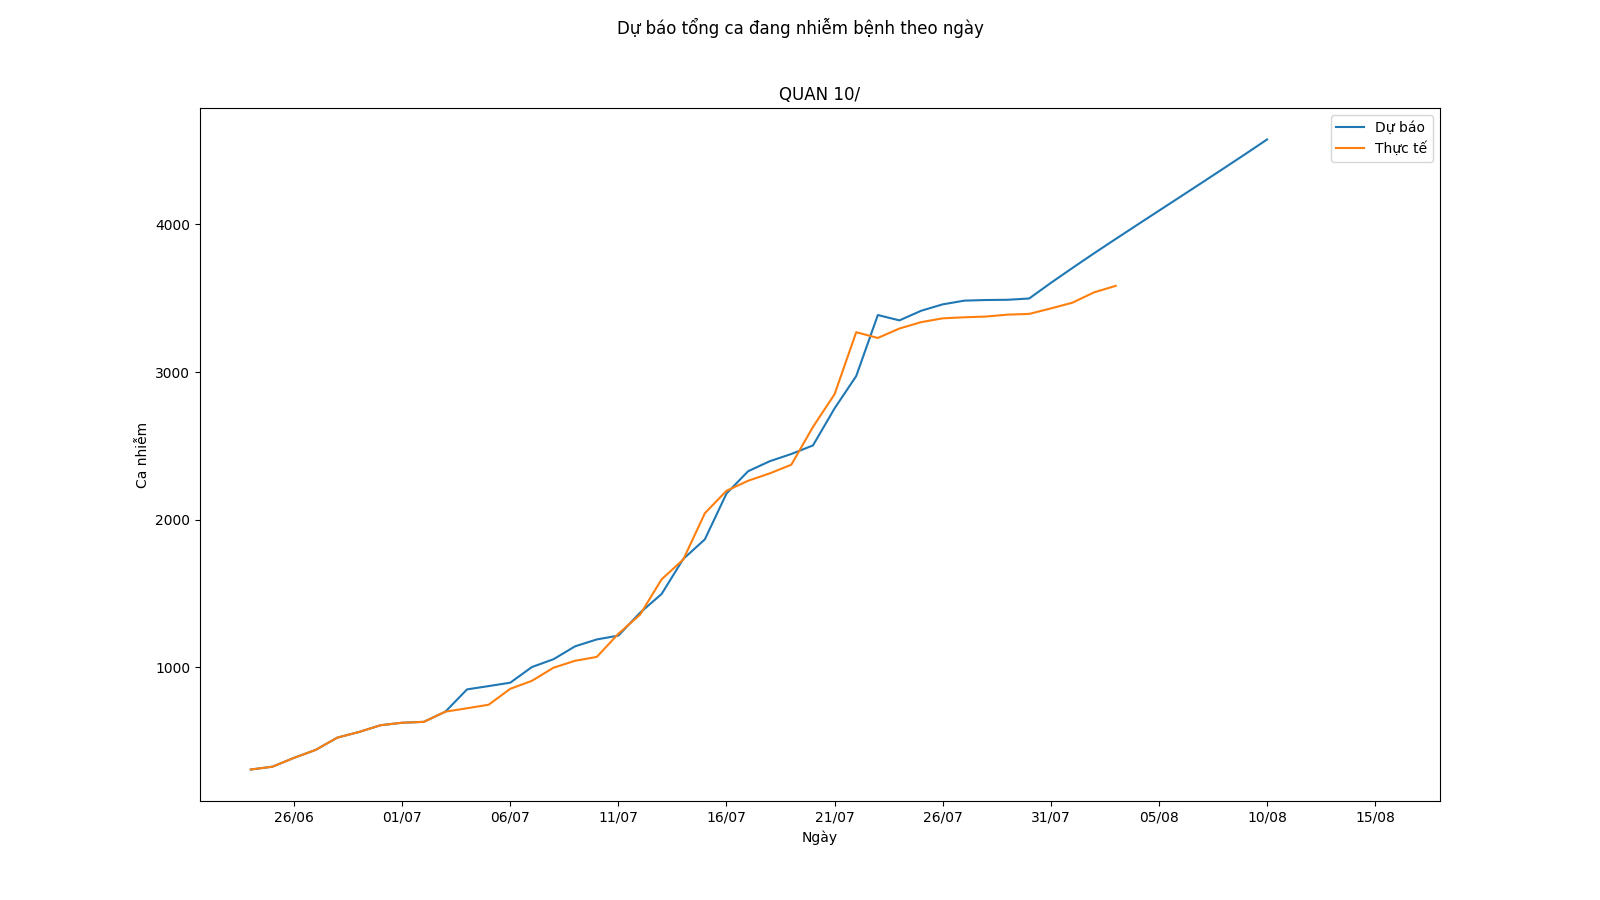 Dự báo tổng ca đang nhiễm bệnh theo ngày
QUAN 10/
Dự báo
Thực tế
4000
3000
2000
1000
Ca nhiễm
26/06 01/07 06/07 11/07 16/07 21/07 26/07 31/07 05/08 10/08 15/08
Ngày